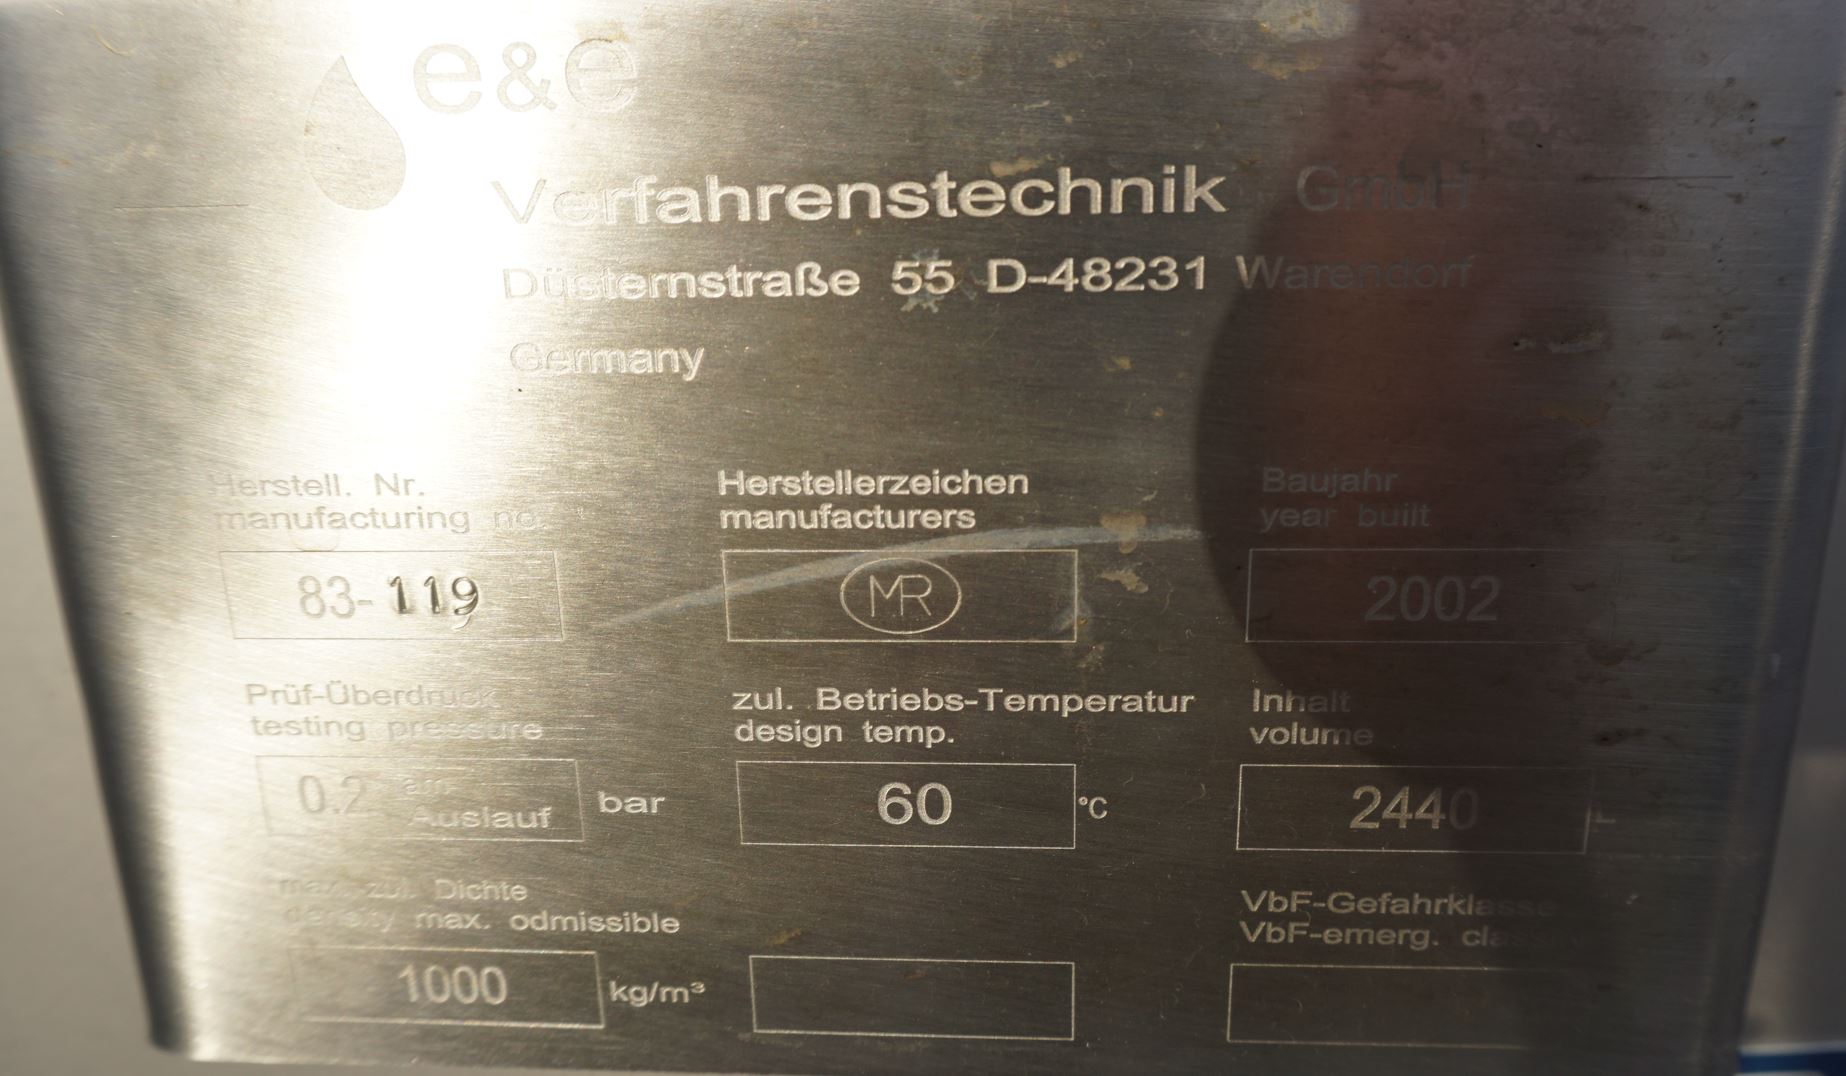 e&e
Verfahrenstechnik GmbH
Düsternstraße 55 D-48231 Warendorf
Germany
Herstell. Nr.
manufacturing no.
83-119
Herstellerzeichen
manufacturers
MR
Baujahr
year built
2002
Prüf-Überdruck
testing pressure
0.2 am
Auslauf bar
zul. Betriebs-Temperatur
design temp.
60 °C
Inhalt
volume
2440
max. zul. Dichte
density max. odmissible
1000 kg/m³
VbF-Gefahrklasse
VbF-emerg.